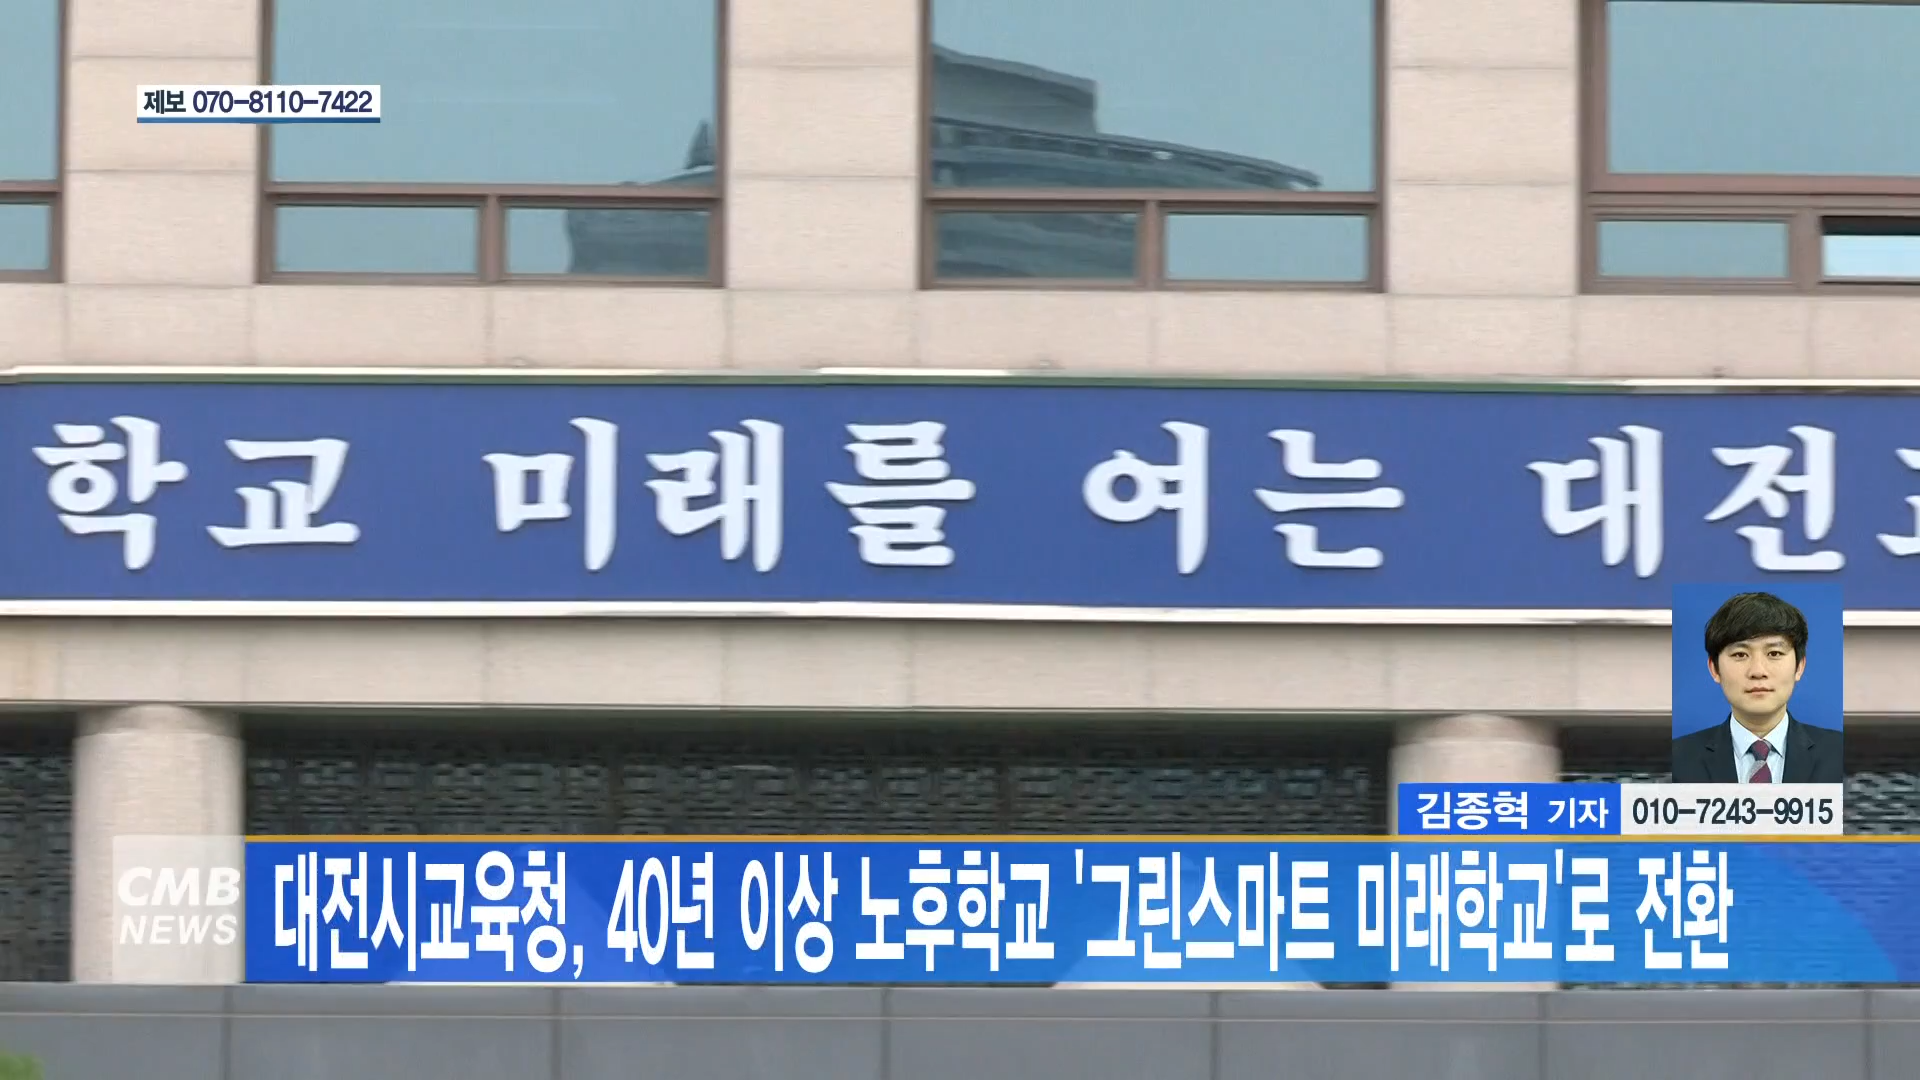 제보 070-8110-7422
학교 미래를 여는 대전
김종혁 기자 010-7243-9915
CMB
NEWS
대전시교육청, 40년 이상 노후학교 '그린스마트 미래학교'로 전환